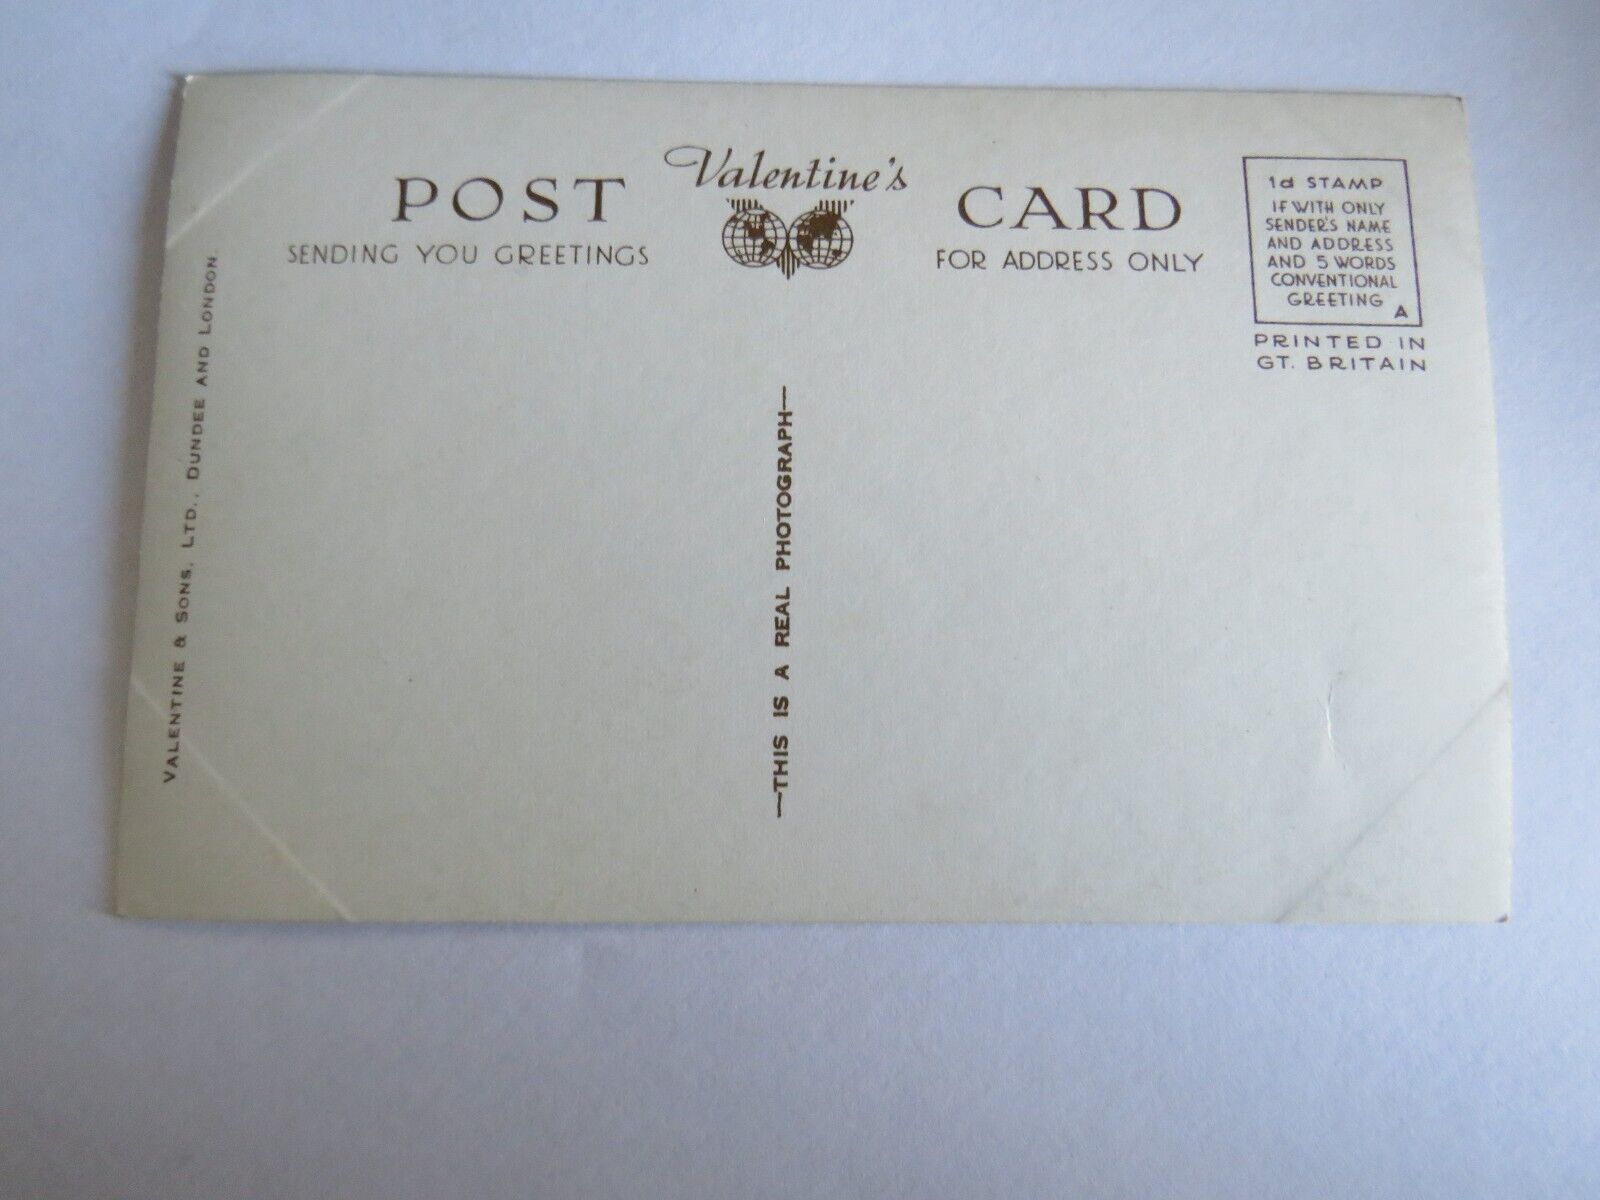 Valentine's
POST CARD
SENDING YOU GREETINGS
FOR ADDRESS ONLY
1d STAMP
IF WITH ONLY
SENDER'S NAME
AND ADDRESS
AND 5 WORDS
CONVENTIONAL
GREETING
A
PRINTED IN
GT. BRITAIN
—THIS IS A REAL PHOTOGRAPH—
VALENTINE & SONS, LTD., DUNDEE AND LONDON.